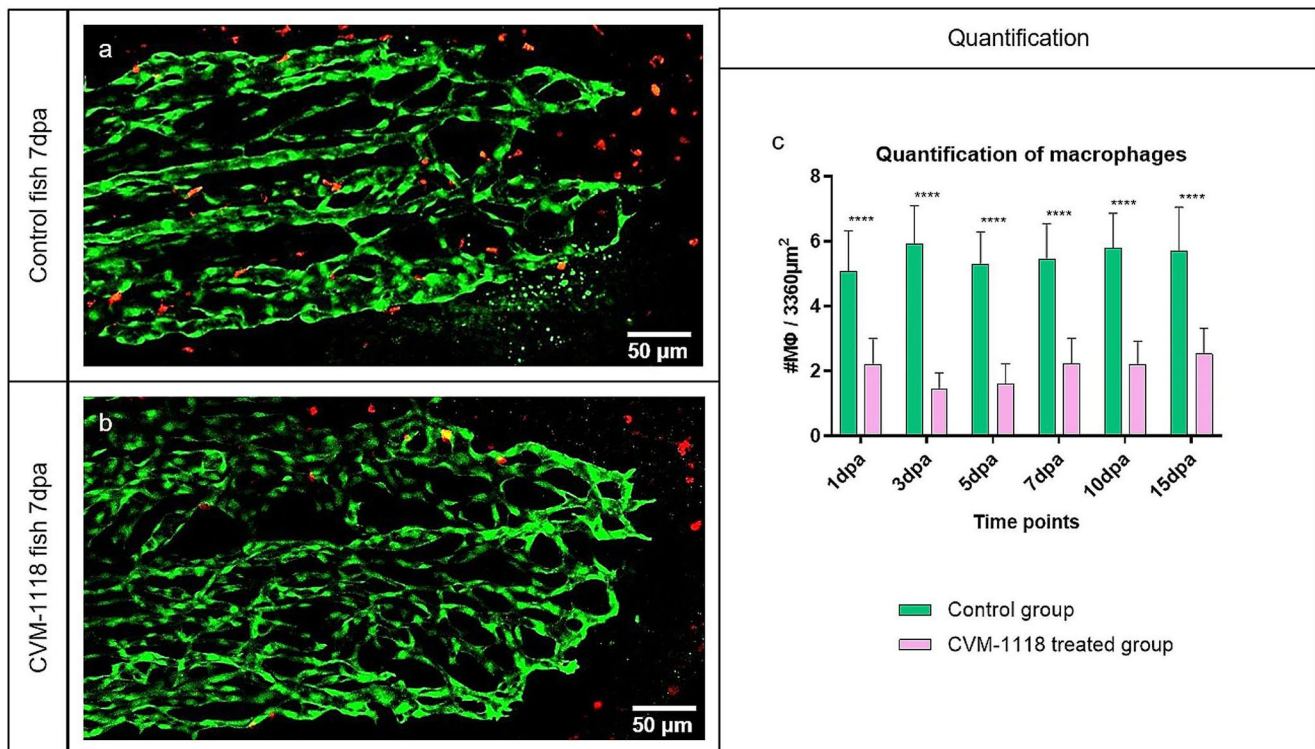 Control fish 7dpa
a
50 µm
CVM-1118 fish 7dpa
b
50 µm
Quantification
c
Quantification of macrophages
#MΦ / 3360µm²
8
6
4
2
0
****
****
****
****
****
****
1dpa
3dpa
5dpa
7dpa
10dpa
15dpa
Time points
Control group
CVM-1118 treated group